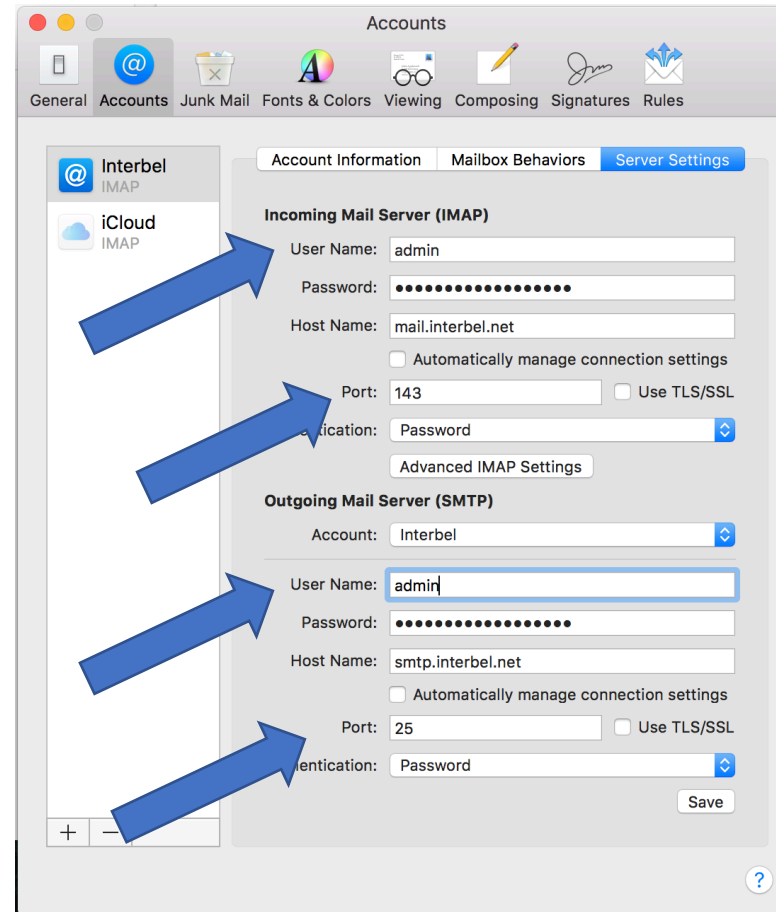 Accounts
General Accounts Junk Mail Fonts & Colors Viewing Composing Signatures Rules
Interbel
IMAP
iCloud
IMAP
Account Information Mailbox Behaviors Server Settings
Incoming Mail Server (IMAP)
User Name: admin
Password: ●●●●●●●●●●●●●●●●●●
Host Name: mail.interbel.net
Automatically manage connection settings
Port: 143 Use TLS/SSL
tication: Password
Advanced IMAP Settings
Outgoing Mail Server (SMTP)
Account: Interbel
User Name: admin
Password: ●●●●●●●●●●●●●●●●●●
Host Name: smtp.interbel.net
Automatically manage connection settings
Port: 25 Use TLS/SSL
entication: Password
Save
+ −
?